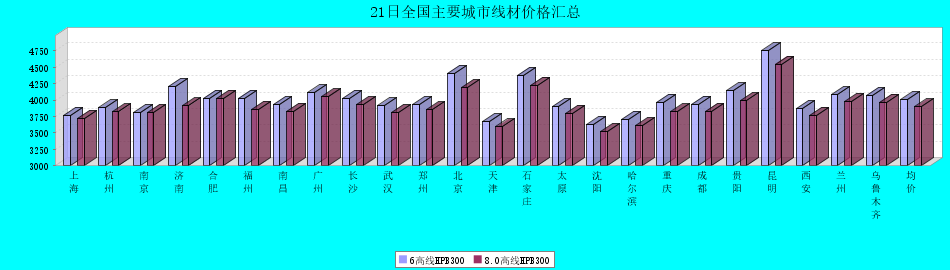 21日全国主要城市线材价格汇总
4750
4500
4250
4000
3750
3500
3250
3000
上海 杭州 南京 济南 合肥 福州 南昌 广州 长沙 武汉 郑州 北京 天津 石家庄 太原 沈阳 哈尔滨 重庆 成都 贵阳 昆明 西安 兰州 乌鲁木齐 均价
6高线HPB300 8.0高线HPB300